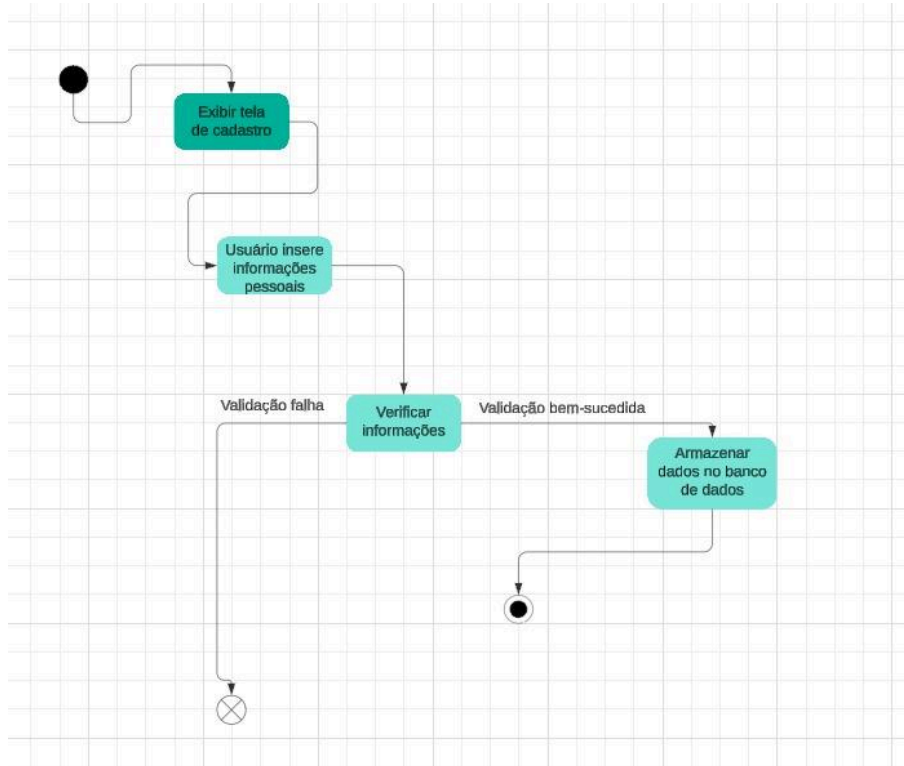 Exibir tela
de cadastro
Usuário insere
informações
pessoais
Validação falha
Verificar
informações
Validação bem-sucedida
Armazenar
dados no banco
de dados